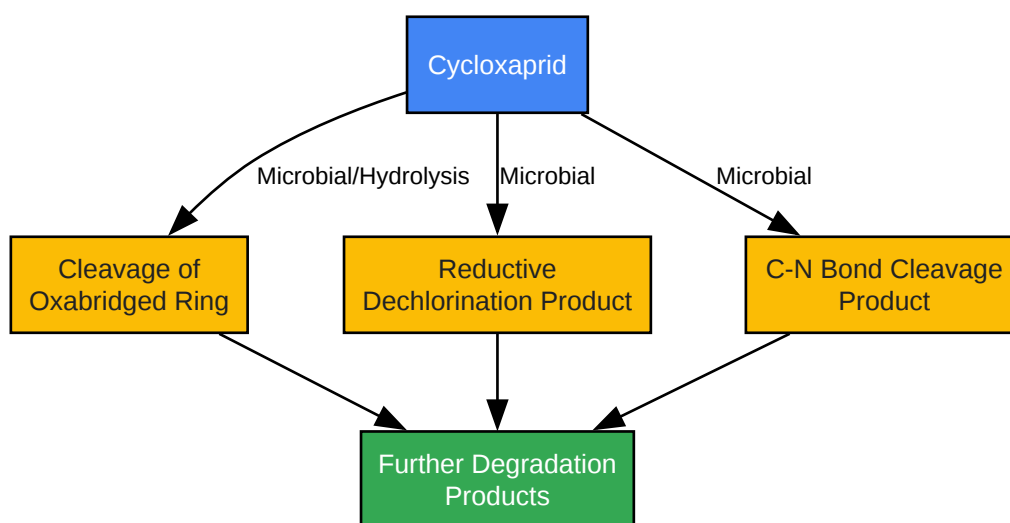 Cycloxaprid
Microbial/Hydrolysis
Microbial
Microbial
Cleavage of
Oxabridged Ring
Reductive
Dechlorination Product
C-N Bond Cleavage
Product
Further Degradation
Products